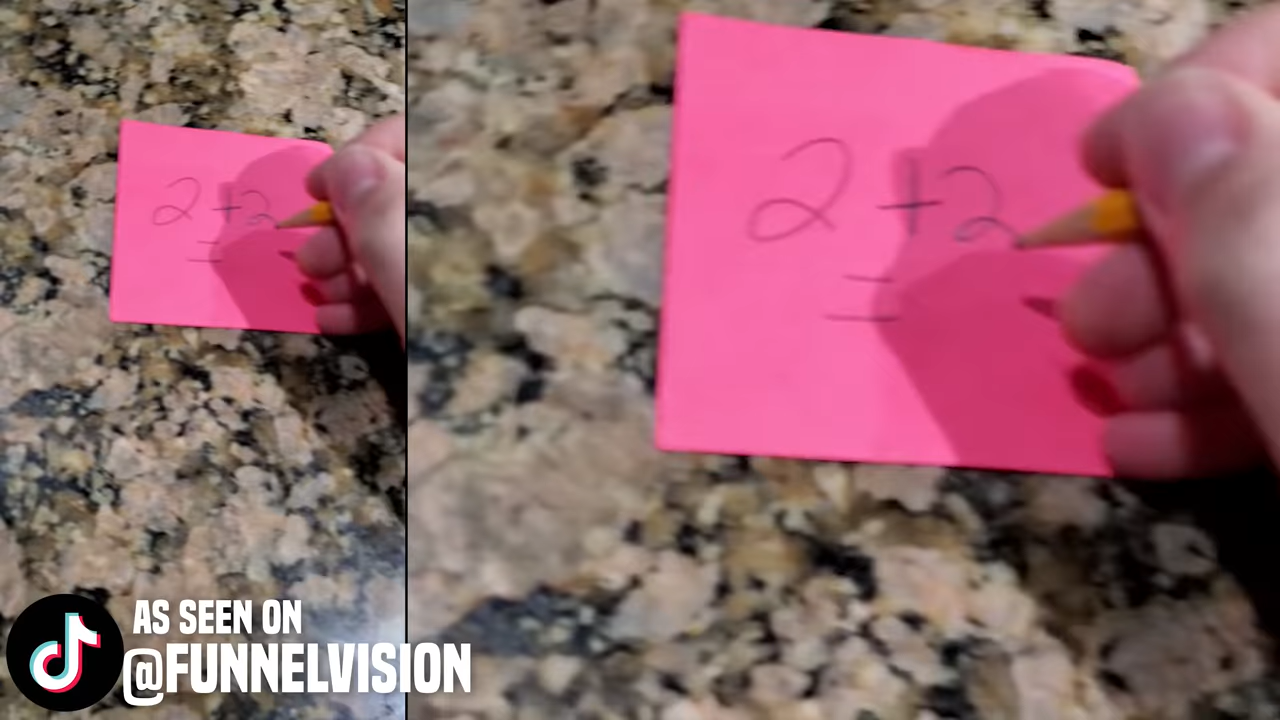 2 +2
=
AS SEEN ON
@FUNNELVISION